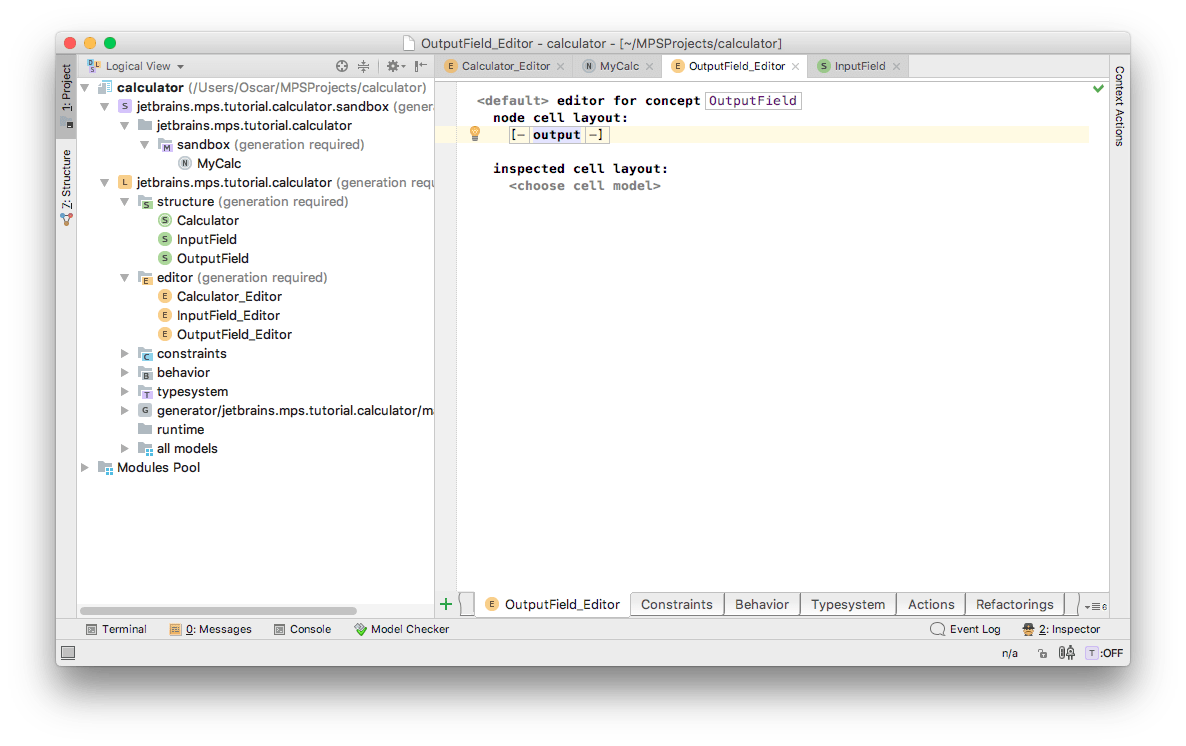 OutputField_Editor - calculator - [~/MPSProjects/calculator]
1: Project
Z: Structure
Logical View
calculator (/Users/Oscar/MPSProjects/calculator)
jetbrains.mps.tutorial.calculator.sandbox (gener
jetbrains.mps.tutorial.calculator
sandbox (generation required)
MyCalc
jetbrains.mps.tutorial.calculator (generation requ
structure (generation required)
Calculator
InputField
OutputField
editor (generation required)
Calculator_Editor
InputField_Editor
OutputField_Editor
constraints
behavior
typesystem
generator/jetbrains.mps.tutorial.calculator/ma
runtime
all models
Modules Pool
Calculator_Editor
MyCalc
OutputField_Editor
InputField
<default> editor for concept OutputField
node cell layout:
[- output -]
inspected cell layout:
<choose cell model>
Context Actions
OutputField_Editor
Constraints
Behavior
Typesystem
Actions
Refactorings
6
Terminal
0: Messages
Console
Model Checker
Event Log
2: Inspector
n/a
T :OFF